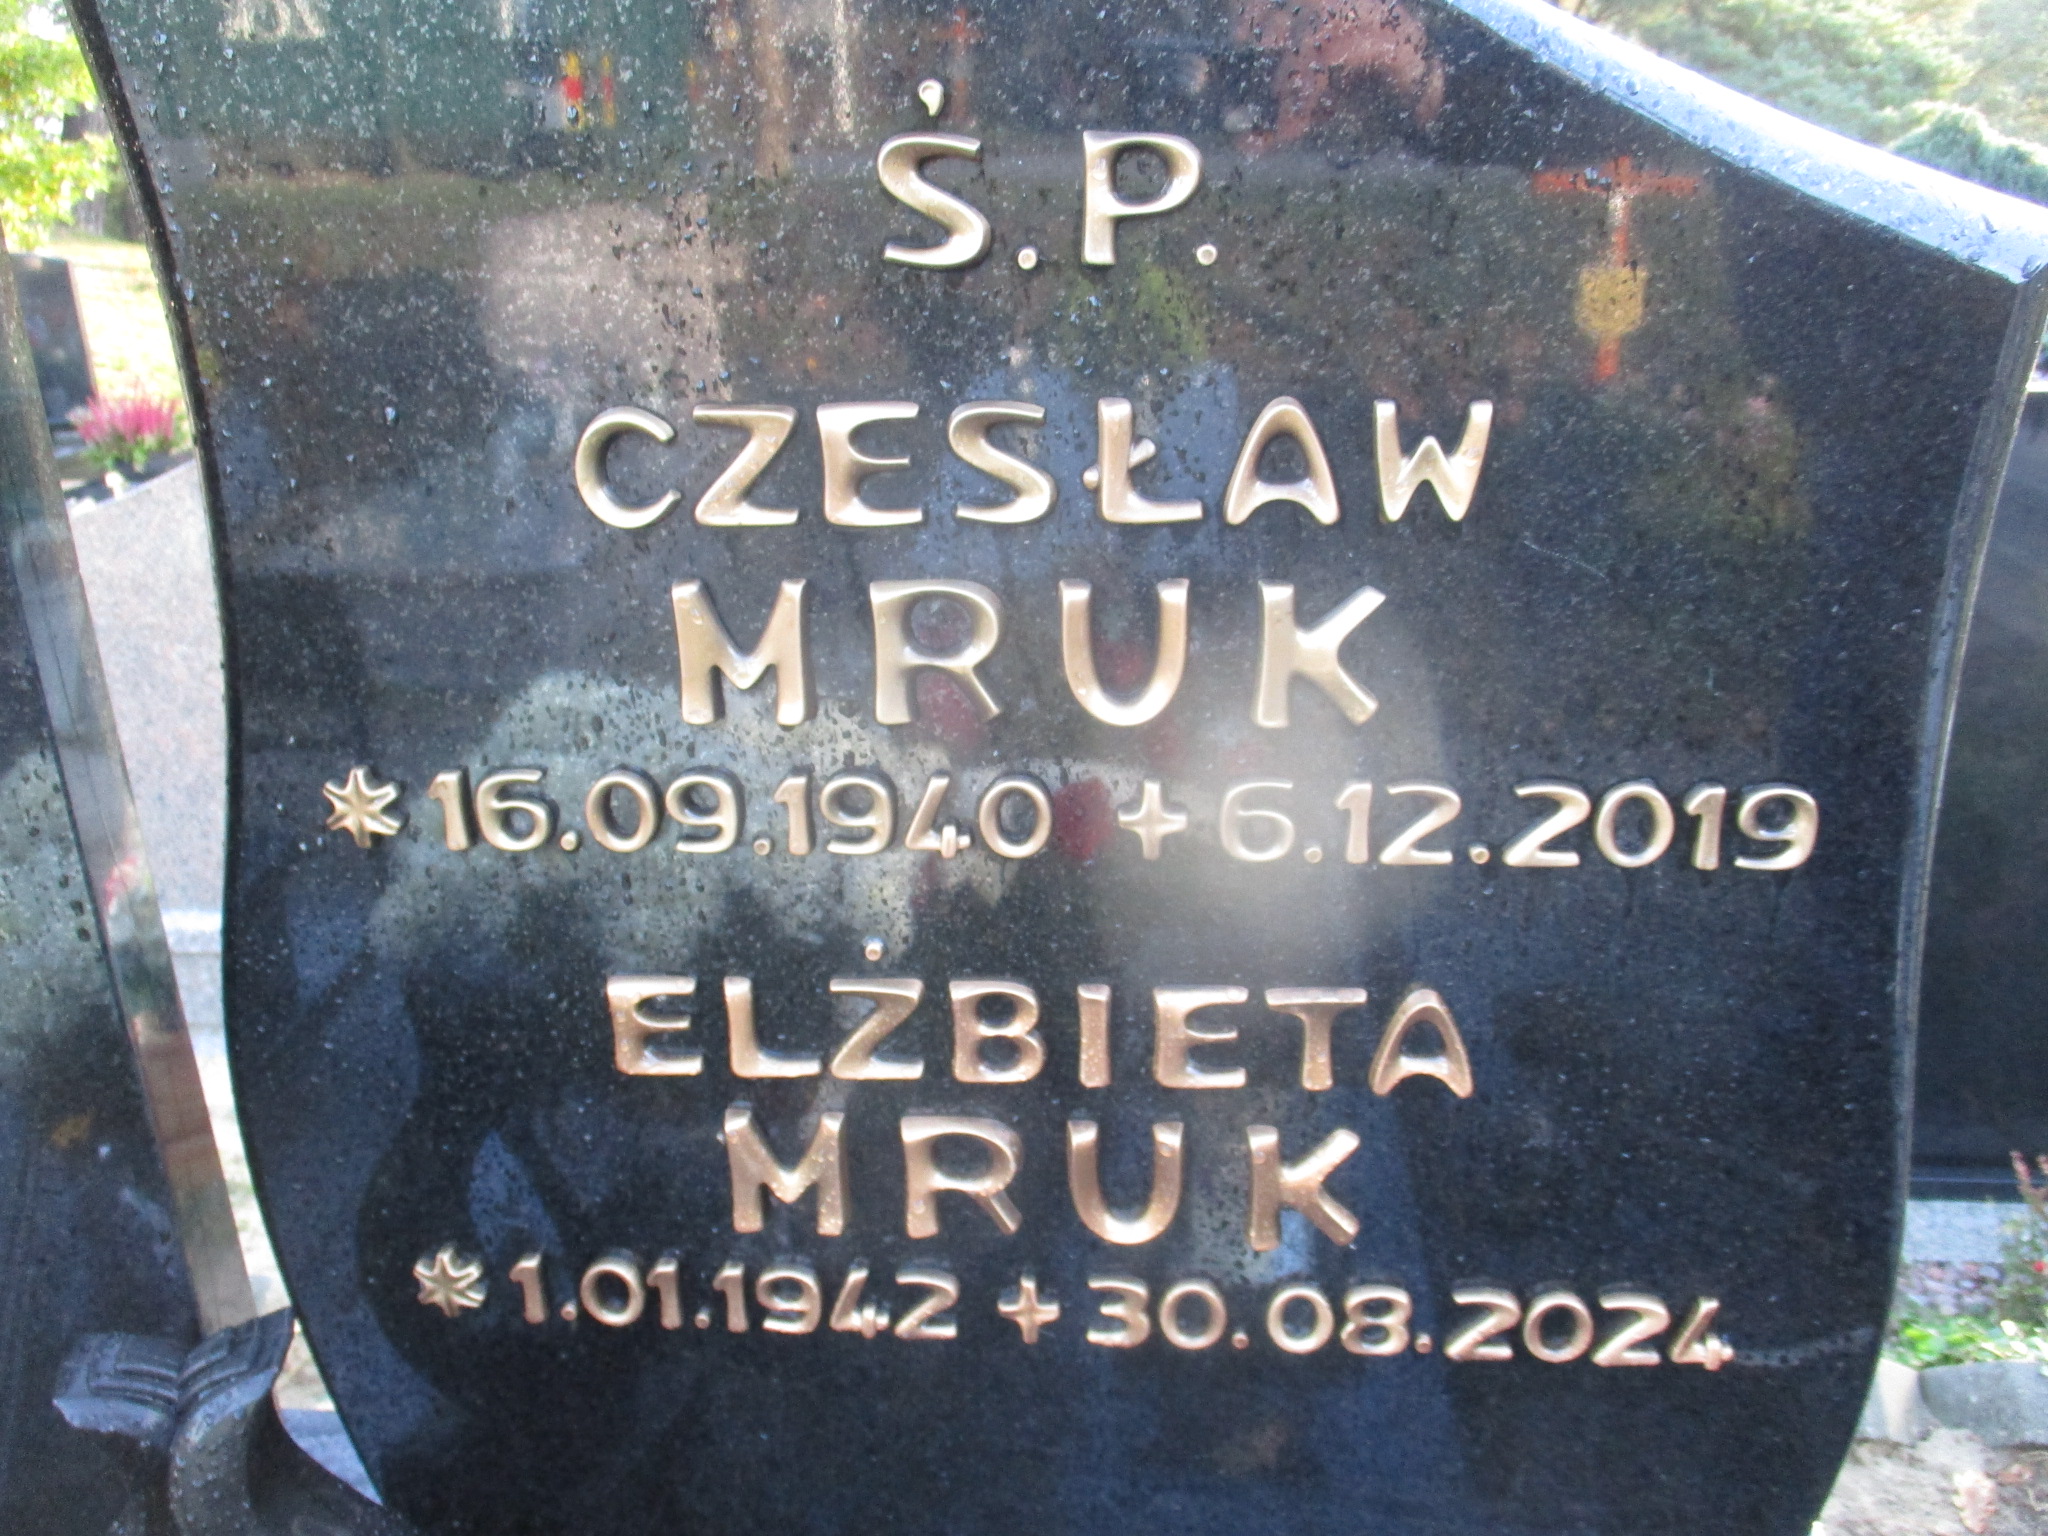 Ś.P.
CZESŁAW
MRUK
*16.09.1940 +6.12.2019
ELŻBIETA
MRUK
* 1.01.1942 +30.08.2024